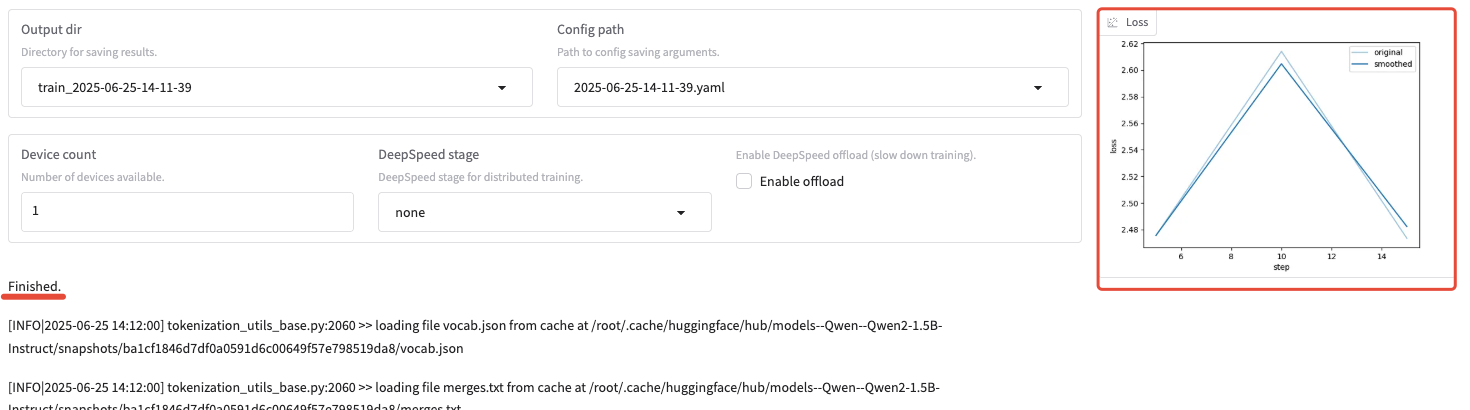 Output dir
Directory for saving results.
train_2025-06-25-14-11-39
Config path
Path to config saving arguments.
2025-06-25-14-11-39.yaml
Device count
Number of devices available.
1
DeepSpeed stage
DeepSpeed stage for distributed training.
none
Enable DeepSpeed offload (slow down training).
Enable offload
Loss
original
smoothed
2.62
2.60
2.58
2.56
2.54
2.52
2.50
2.48
loss
6 8 10 12 14
step
Finished.
[INFO|2025-06-25 14:12:00] tokenization_utils_base.py:2060 >> loading file vocab.json from cache at /root/.cache/huggingface/hub/models--Qwen--Qwen2-1.5B-
Instruct/snapshots/ba1cf1846d7df0a0591d6c00649f57e798519da8/vocab.json
[INFO|2025-06-25 14:12:00] tokenization_utils_base.py:2060 >> loading file merges.txt from cache at /root/.cache/huggingface/hub/models--Qwen--Qwen2-1.5B-
Instruct/snapshots/ba1cf1846d7df0a0591d6c00649f57e798519da8/merges.txt